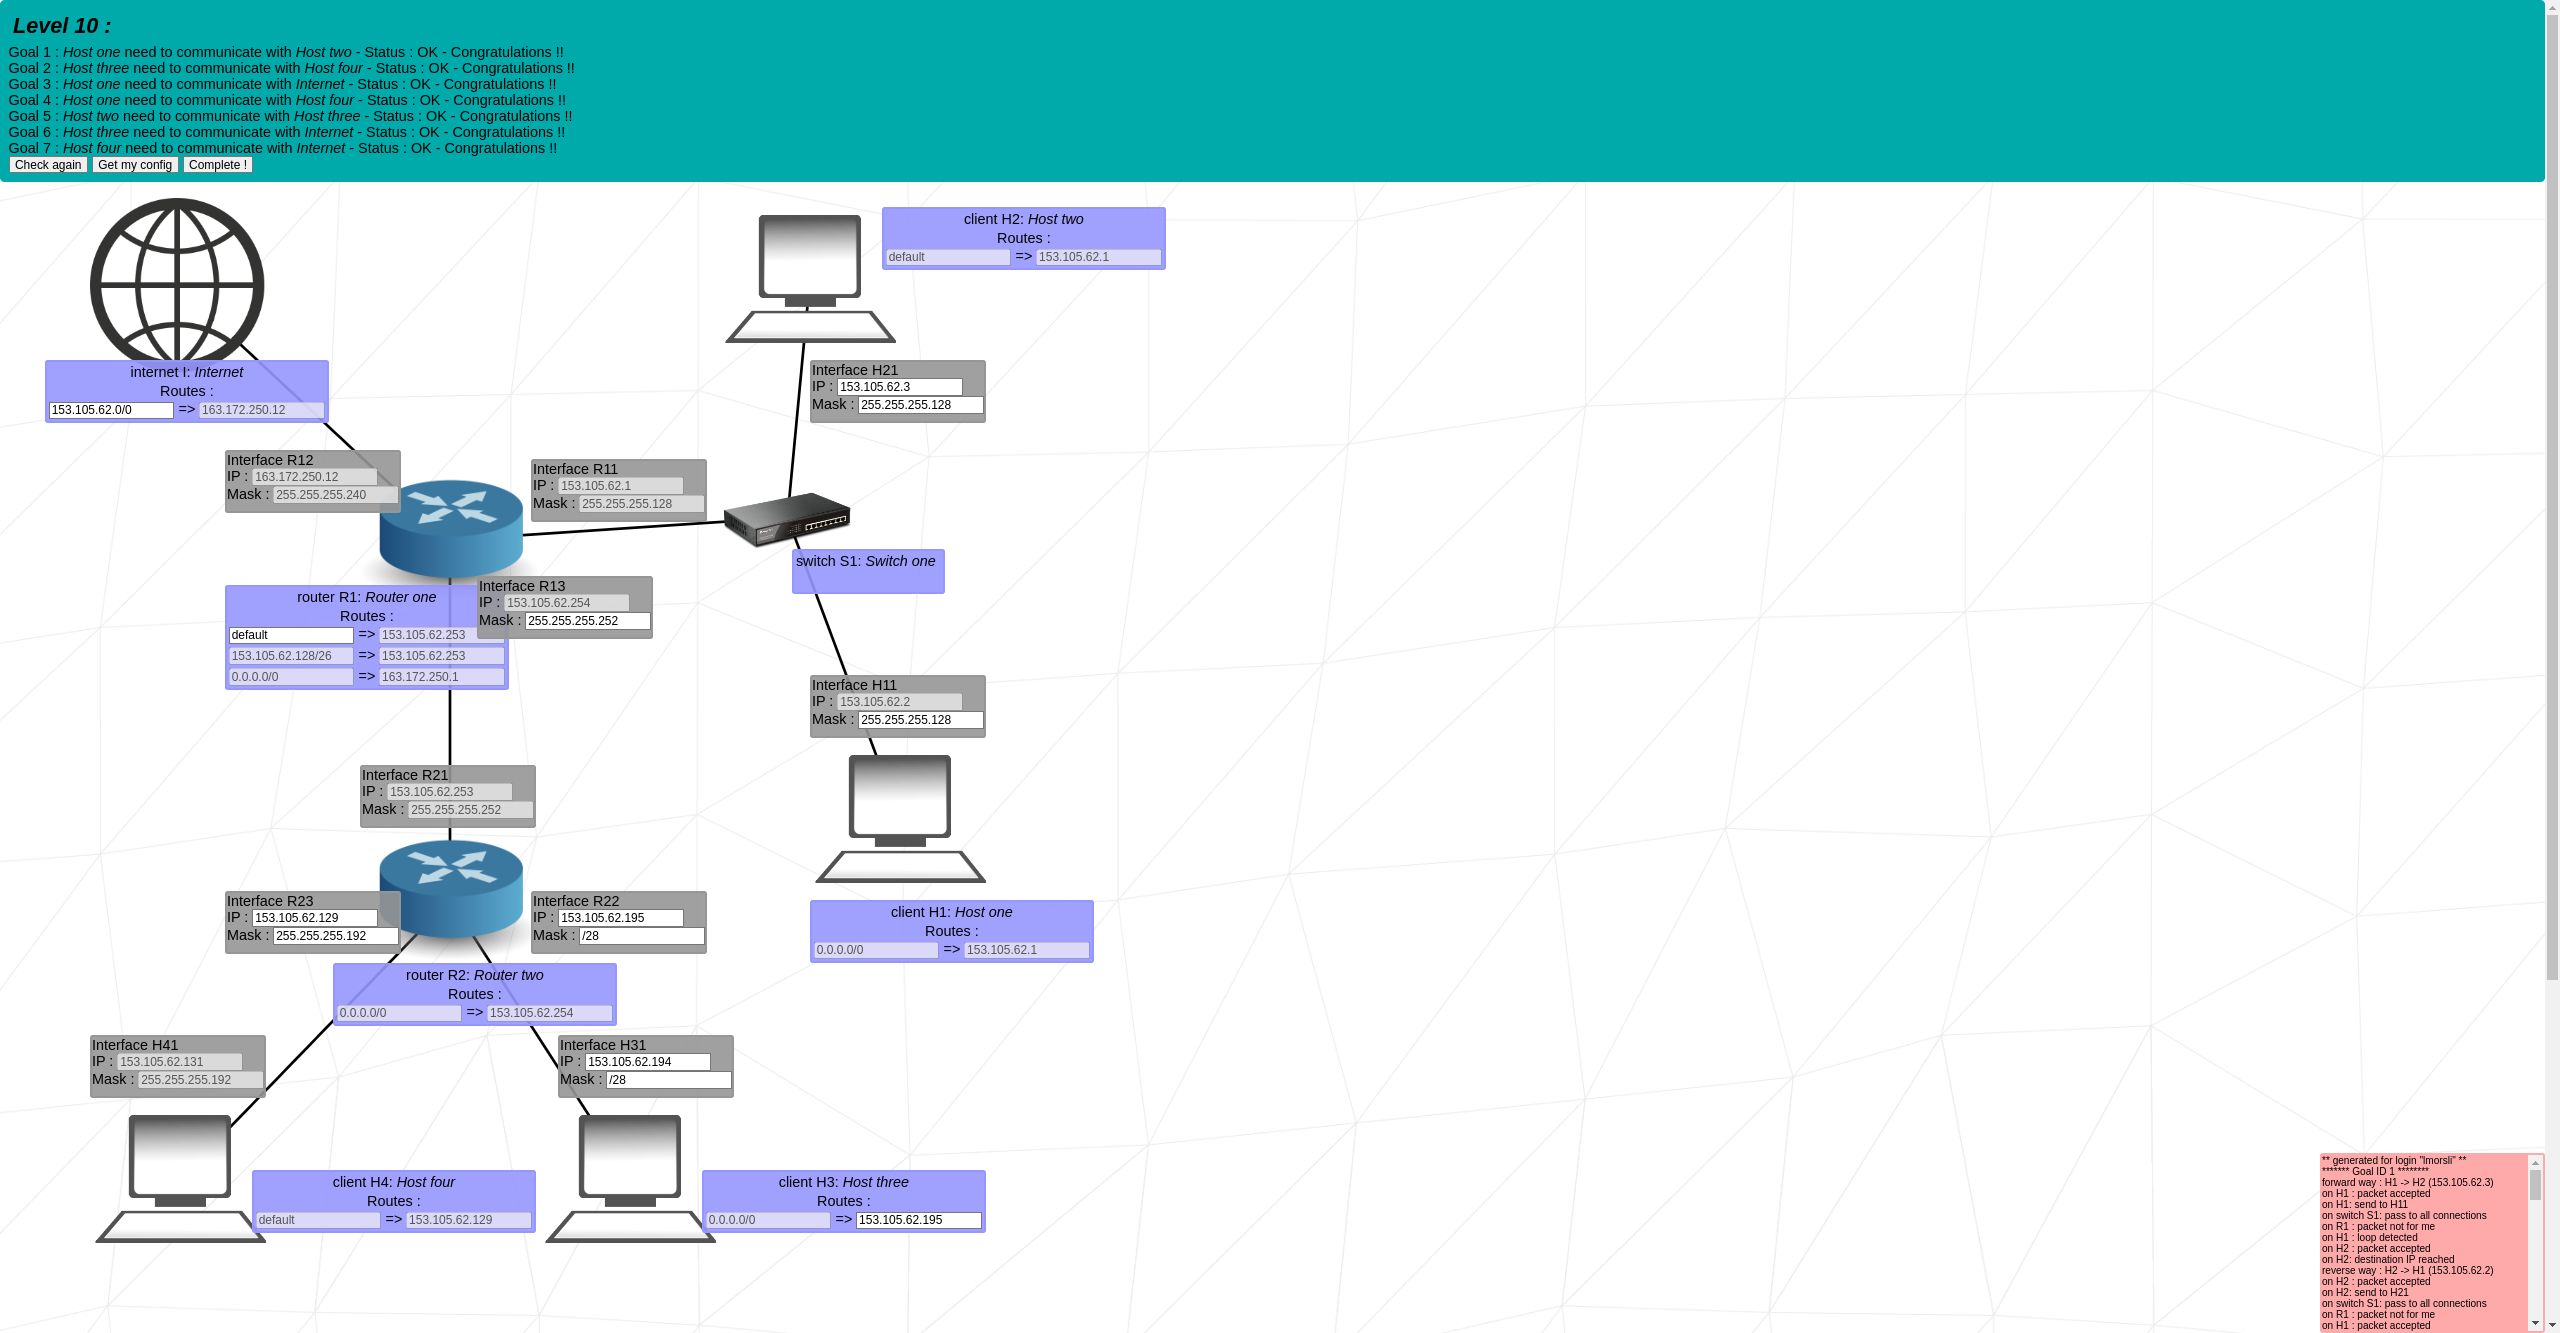 Level 10 :
Goal 1 : Host one need to communicate with Host two - Status : OK - Congratulations !!
Goal 2 : Host three need to communicate with Host four - Status : OK - Congratulations !!
Goal 3 : Host one need to communicate with Internet - Status : OK - Congratulations !!
Goal 4 : Host one need to communicate with Host four - Status : OK - Congratulations !!
Goal 5 : Host two need to communicate with Host three - Status : OK - Congratulations !!
Goal 6 : Host three need to communicate with Internet - Status : OK - Congratulations !!
Goal 7 : Host four need to communicate with Internet - Status : OK - Congratulations !!
Check again Get my config Complete !
client H2: Host two
Routes :
default => 153.105.62.1
internet I: Internet
Routes :
153.105.62.0/0 => 163.172.250.12
Interface H21
IP : 153.105.62.3
Mask : 255.255.255.128
Interface R12
IP : 163.172.250.12
Mask : 255.255.255.240
Interface R11
IP : 153.105.62.1
Mask : 255.255.255.128
switch S1: Switch one
Interface R13
IP : 153.105.62.254
Mask : 255.255.255.252
router R1: Router one
Routes :
default => 153.105.62.253
153.105.62.128/26 => 153.105.62.253
0.0.0.0/0 => 163.172.250.1
Interface H11
IP : 153.105.62.2
Mask : 255.255.255.128
Interface R21
IP : 153.105.62.253
Mask : 255.255.255.252
Interface R23
IP : 153.105.62.129
Mask : 255.255.255.192
Interface R22
IP : 153.105.62.195
Mask : /28
client H1: Host one
Routes :
0.0.0.0/0 => 153.105.62.1
router R2: Router two
Routes :
0.0.0.0/0 => 153.105.62.254
Interface H41
IP : 153.105.62.131
Mask : 255.255.255.192
Interface H31
IP : 153.105.62.194
Mask : /28
client H4: Host four
Routes :
default => 153.105.62.129
client H3: Host three
Routes :
0.0.0.0/0 => 153.105.62.195
** generated for login "lmorsli" **
******* Goal ID 1 ********
forward way : H1 -> H2 (153.105.62.3)
on H1 : packet accepted
on H1: send to H11
on switch S1: pass to all connections
on R1 : packet not for me
on H1 : loop detected
on H2 : packet accepted
on H2: destination IP reached
reverse way : H2 -> H1 (153.105.62.2)
on H2 : packet accepted
on H2: send to H21
on switch S1: pass to all connections
on R1 : packet not for me
on H1 : packet accepted